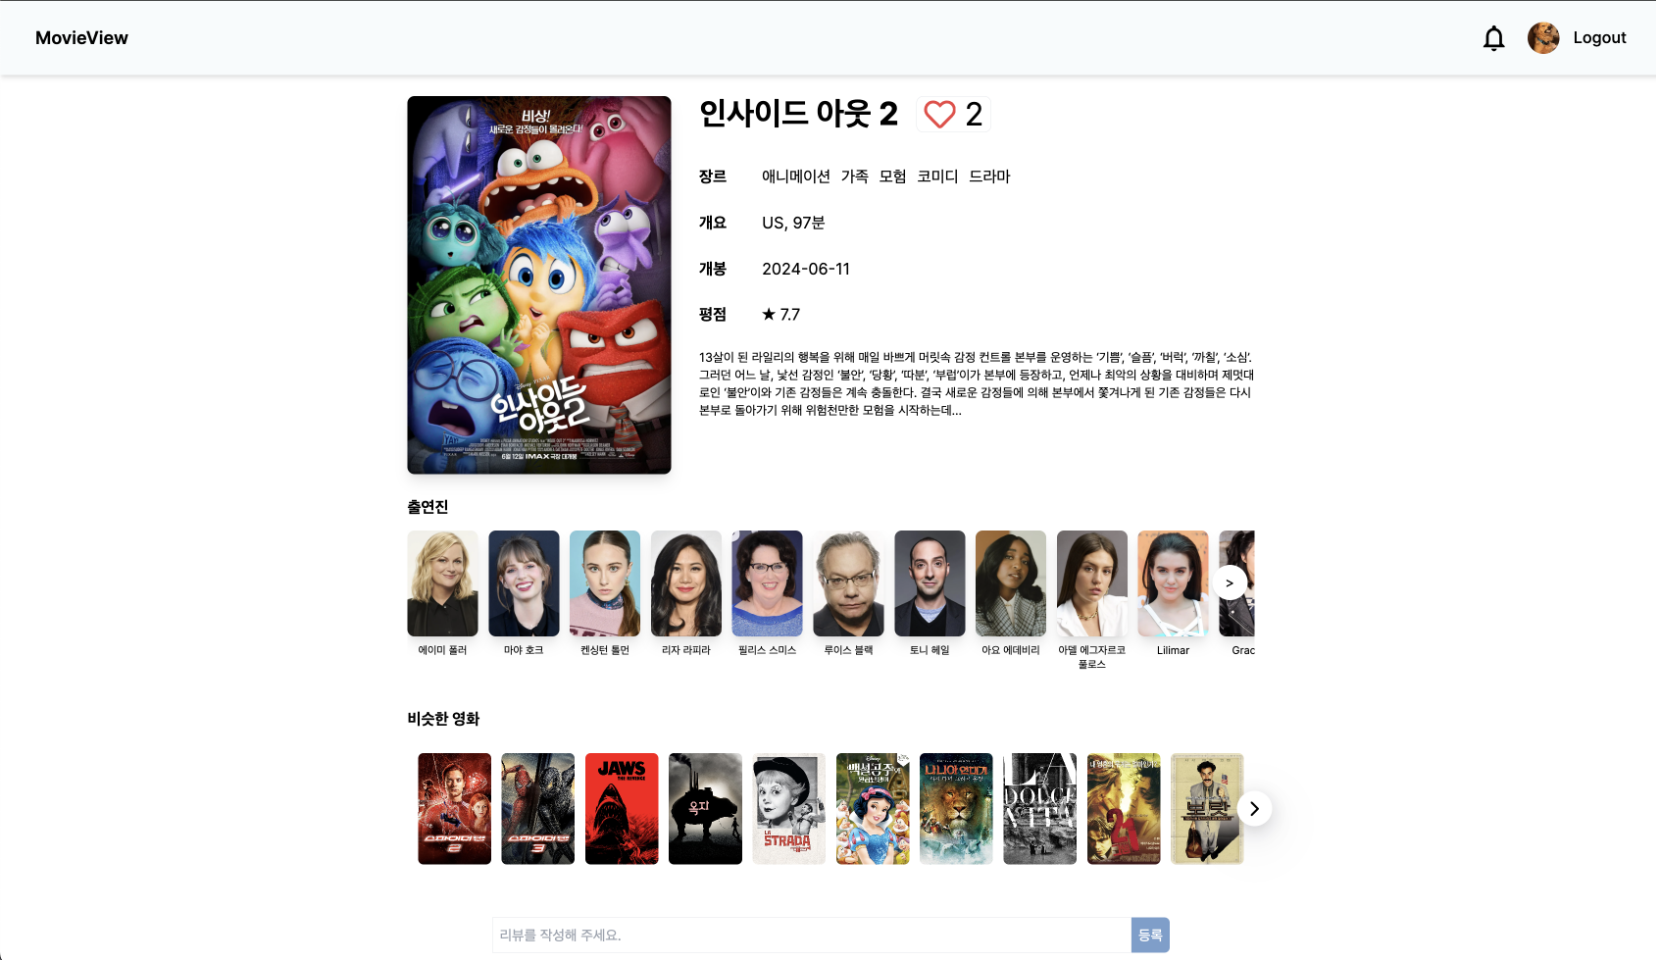 MovieView
Logout
비상!
새로운 감정들이 몰려온다!
인사이드
아웃2
6월 12일 IMAX 극장 대개봉
인사이드 아웃 2
2
장르 애니메이션 가족 모험 코미디 드라마
개요 US, 97분
개봉 2024-06-11
평점 ★ 7.7
13살이 된 라일리의 행복을 위해 매일 바쁘게 머릿속 감정 컨트롤 본부를 운영하는 ‘기쁨’, ‘슬픔’, ‘버럭’, ‘까칠’, ‘소심’.
그러던 어느 날, 낯선 감정인 ‘불안’, ‘당황’, ‘따분’, ‘부럽’이가 본부에 등장하고, 언제나 최악의 상황을 대비하며 제멋대
로인 ‘불안’이와 기존 감정들은 계속 충돌한다. 결국 새로운 감정들에 의해 본부에서 쫓겨나게 된 기존 감정들은 다시
본부로 돌아가기 위해 위험천만한 모험을 시작하는데…
출연진
>
에이미 폴러
마야 호크
켄싱턴 톨먼
리자 라피라
필리스 스미스
루이스 블랙
토니 헤일
아요 에데비리
아델 에그자르코
풀로스
Lilimar
Grac
비슷한 영화
스파이더맨
2
스파이더맨
3
JAWS
THE REVENGE
옥자
LA
STRADA
백설공주
나니아 연대기
LA
DOLCE
VITA
보랏
리뷰를 작성해 주세요.
등록